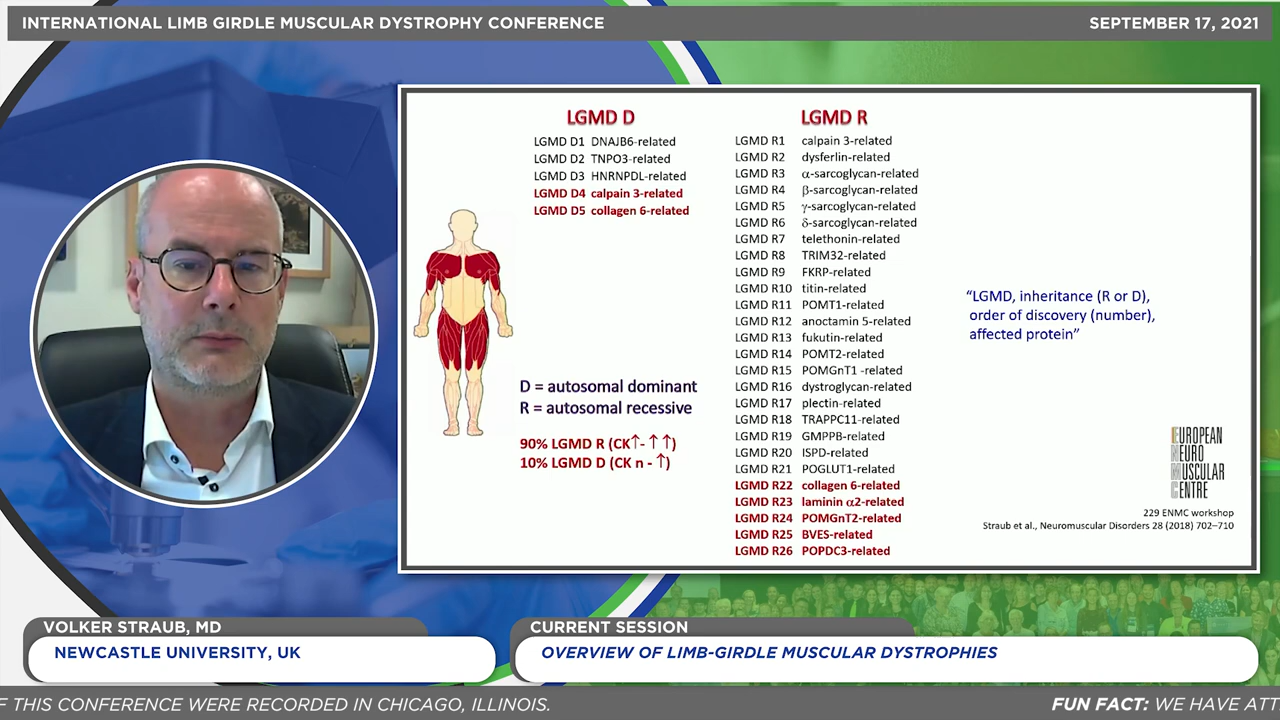 INTERNATIONAL LIMB GIRDLE MUSCULAR DYSTROPHY CONFERENCE
SEPTEMBER 17, 2021
LGMD D
LGMD D1 DNAJB6-related
LGMD D2 TNPO3-related
LGMD D3 HNRNPDL-related
LGMD D4 calpain 3-related
LGMD D5 collagen 6-related
D = autosomal dominant
R = autosomal recessive
90% LGMD R (CK↑- ↑↑)
10% LGMD D (CK n - ↑)
LGMD R
LGMD R1 calpain 3-related
LGMD R2 dysferlin-related
LGMD R3 α-sarcoglycan-related
LGMD R4 β-sarcoglycan-related
LGMD R5 γ-sarcoglycan-related
LGMD R6 δ-sarcoglycan-related
LGMD R7 telethonin-related
LGMD R8 TRIM32-related
LGMD R9 FKRP-related
LGMD R10 titin-related
LGMD R11 POMT1-related
LGMD R12 anoctamin 5-related
LGMD R13 fukutin-related
LGMD R14 POMT2-related
LGMD R15 POMGnT1 -related
LGMD R16 dystroglycan-related
LGMD R17 plectin-related
LGMD R18 TRAPPC11-related
LGMD R19 GMPPB-related
LGMD R20 ISPD-related
LGMD R21 POGLUT1-related
LGMD R22 collagen 6-related
LGMD R23 laminin α2-related
LGMD R24 POMGnT2-related
LGMD R25 BVES-related
LGMD R26 POPDC3-related
“LGMD, inheritance (R or D),
order of discovery (number),
affected protein”
EUROPEAN
NEURO
MUSCULAR
CENTRE
229 ENMC workshop
Straub et al., Neuromuscular Disorders 28 (2018) 702–710
VOLKER STRAUB, MD
NEWCASTLE UNIVERSITY, UK
CURRENT SESSION
OVERVIEW OF LIMB-GIRDLE MUSCULAR DYSTROPHIES
F THIS CONFERENCE WERE RECORDED IN CHICAGO, ILLINOIS.
FUN FACT: WE HAVE ATT